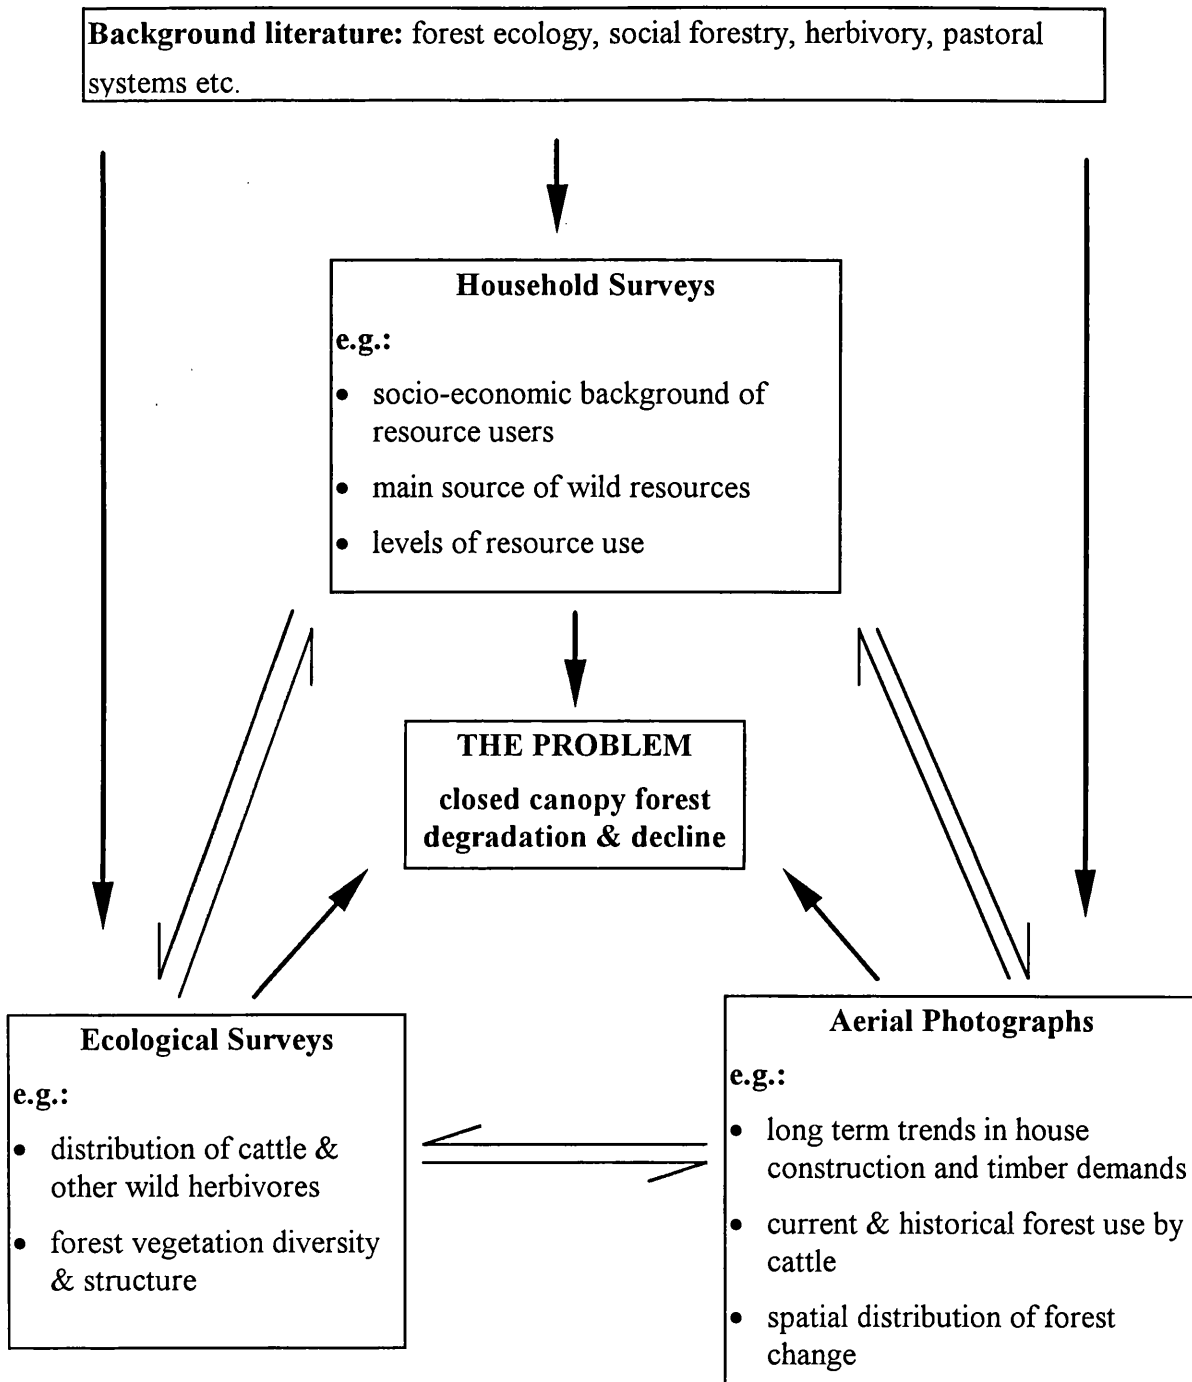 Background literature: forest ecology, social forestry, herbivory, pastoral
systems etc.
Household Surveys
e.g.:
• socio-economic background of
resource users
• main source of wild resources
• levels of resource use
THE PROBLEM
closed canopy forest
degradation & decline
Ecological Surveys
e.g.:
• distribution of cattle &
other wild herbivores
• forest vegetation diversity
& structure
Aerial Photographs
e.g.:
• long term trends in house
construction and timber demands
• current & historical forest use by
cattle
• spatial distribution of forest
change